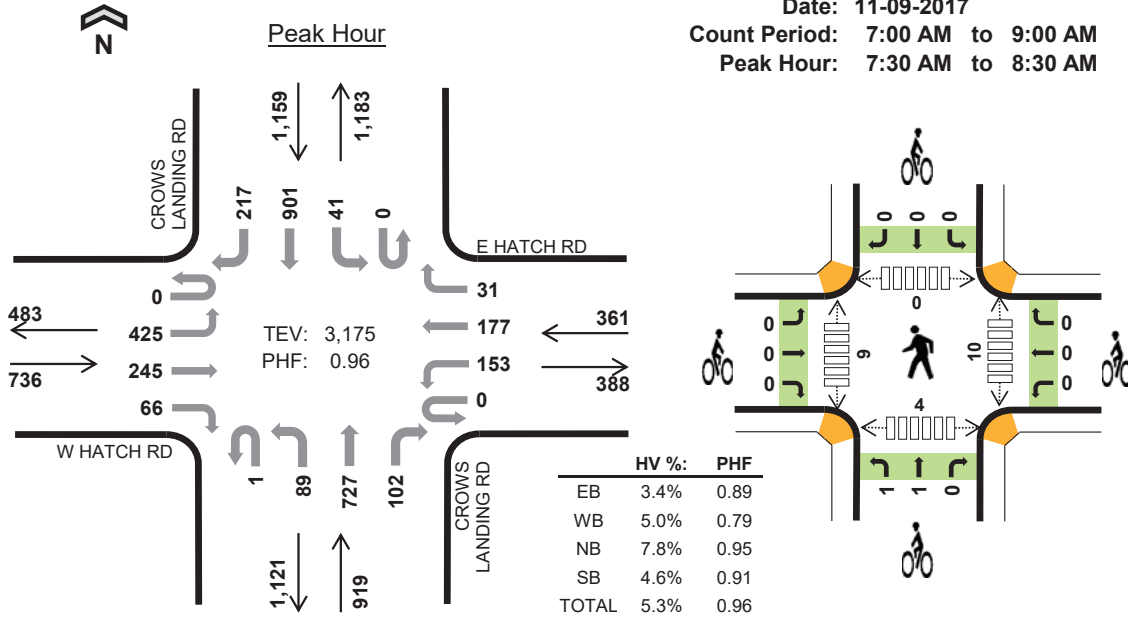 Date: 11-09-2017
Count Period: 7:00 AM to 9:00 AM
Peak Hour: 7:30 AM to 8:30 AM
N
Peak Hour
1,159
1,183
CROWS
LANDING RD
217
901
41
0
E HATCH RD
0
425
245
66
483
736
TEV: 3,175
PHF: 0.96
31
177
153
0
361
388
W HATCH RD
1
89
727
102
CROWS
LANDING RD
1,121
919
HV %: PHF
EB 3.4% 0.89
WB 5.0% 0.79
NB 7.8% 0.95
SB 4.6% 0.91
TOTAL 5.3% 0.96
0 0 0
0
0
0
0
9
10
0
0
0
4
1 1 0